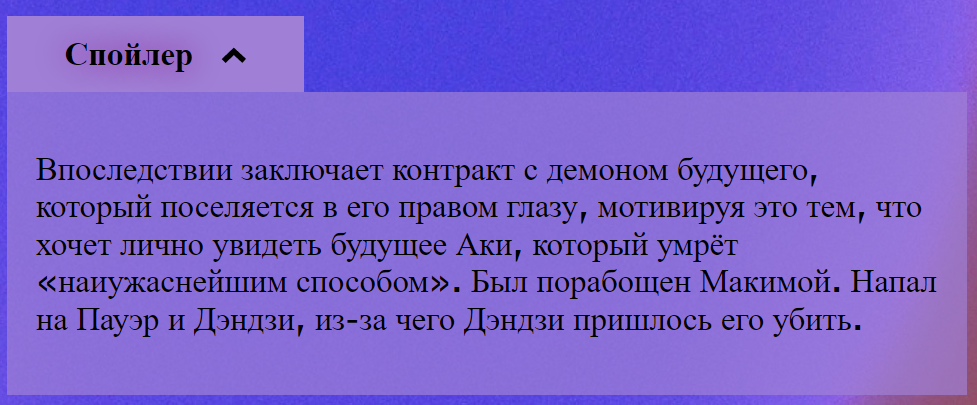 Спойлер
Впоследствии заключает контракт с демоном будущего,
который поселяется в его правом глазу, мотивируя это тем, что
хочет лично увидеть будущее Аки, который умрёт
«наиужаснейшим способом». Был порабощен Макимой. Напал
на Пауэр и Дэндзи, из-за чего Дэндзи пришлось его убить.